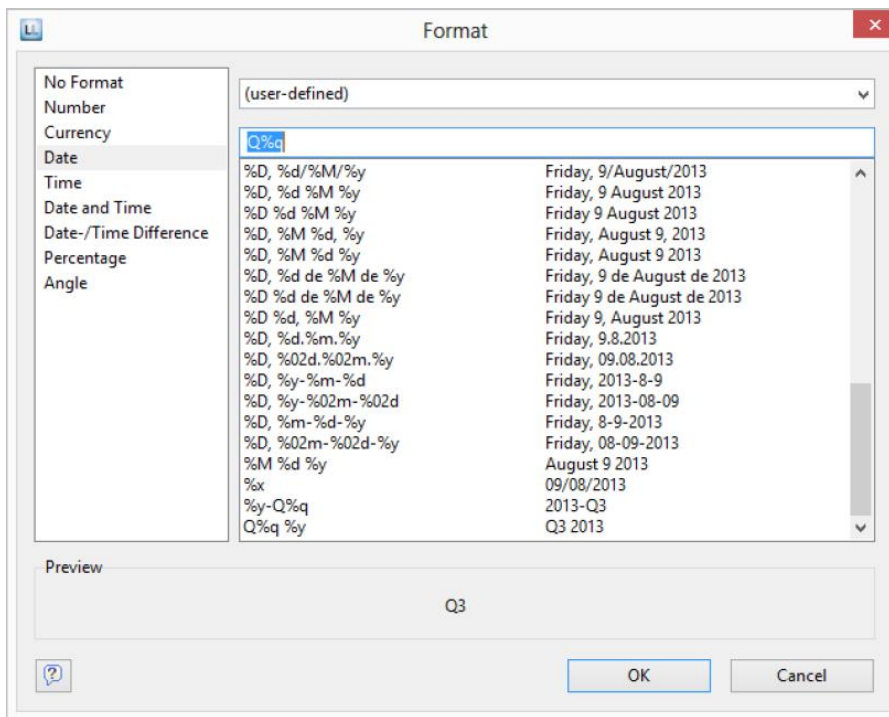 LL
Format
No Format
Number
Currency
Date
Time
Date and Time
Date-/Time Difference
Percentage
Angle
(user-defined)
Q%q
%D, %d/%M/%y Friday, 9/August/2013
%D, %d %M %y Friday, 9 August 2013
%D %d %M %y Friday 9 August 2013
%D, %M %d, %y Friday, August 9, 2013
%D, %M %d %y Friday, August 9 2013
%D, %d de %M de %y Friday, 9 de August de 2013
%D %d de %M de %y Friday 9 de August de 2013
%D %d, %M %y Friday 9, August 2013
%D, %d.%m.%y Friday, 9.8.2013
%D, %02d.%02m.%y Friday, 09.08.2013
%D, %y-%m-%d Friday, 2013-8-9
%D, %y-%02m-%02d Friday, 2013-08-09
%D, %m-%d-%y Friday, 8-9-2013
%D, %02m-%02d-%y Friday, 08-09-2013
%M %d %y August 9 2013
%x 09/08/2013
%y-Q%q 2013-Q3
Q%q %y Q3 2013
Preview
Q3
?
OK Cancel